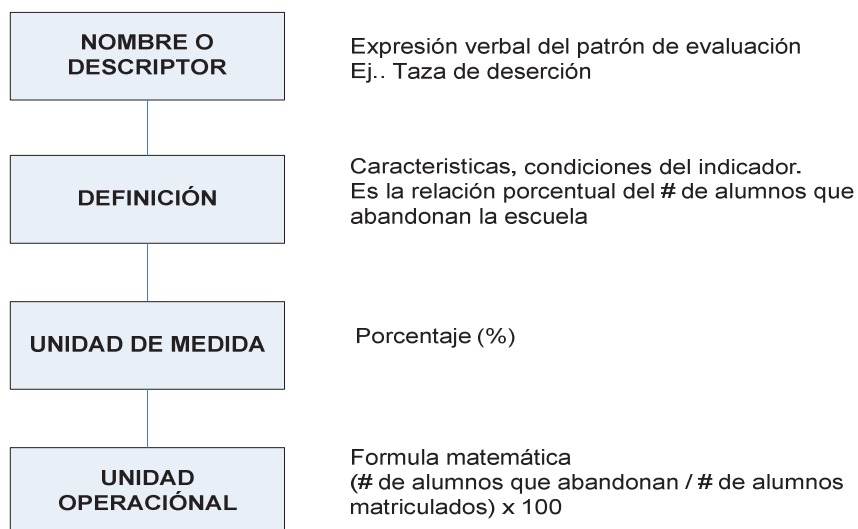 NOMBRE O
DESCRIPTOR
Expresión verbal del patrón de evaluación
Ej.. Taza de deserción
DEFINICIÓN
Caracteristicas, condiciones del indicador.
Es la relación porcentual del # de alumnos que
abandonan la escuela
UNIDAD DE MEDIDA
Porcentaje (%)
UNIDAD
OPERACIÓNAL
Formula matemática
(# de alumnos que abandonan / # de alumnos
matriculados) x 100